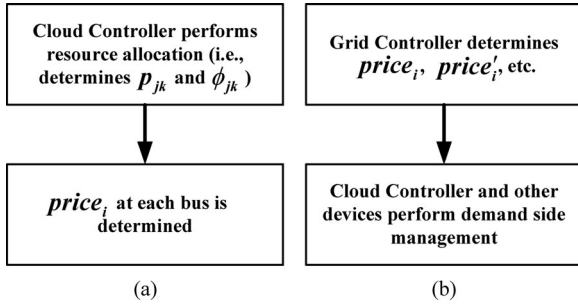 Cloud Controller performs
resource allocation (i.e.,
determines p_jk and ϕ_jk )
price_i at each bus is
determined
(a)
Grid Controller determines
price_i, price'_i, etc.
Cloud Controller and other
devices perform demand side
management
(b)